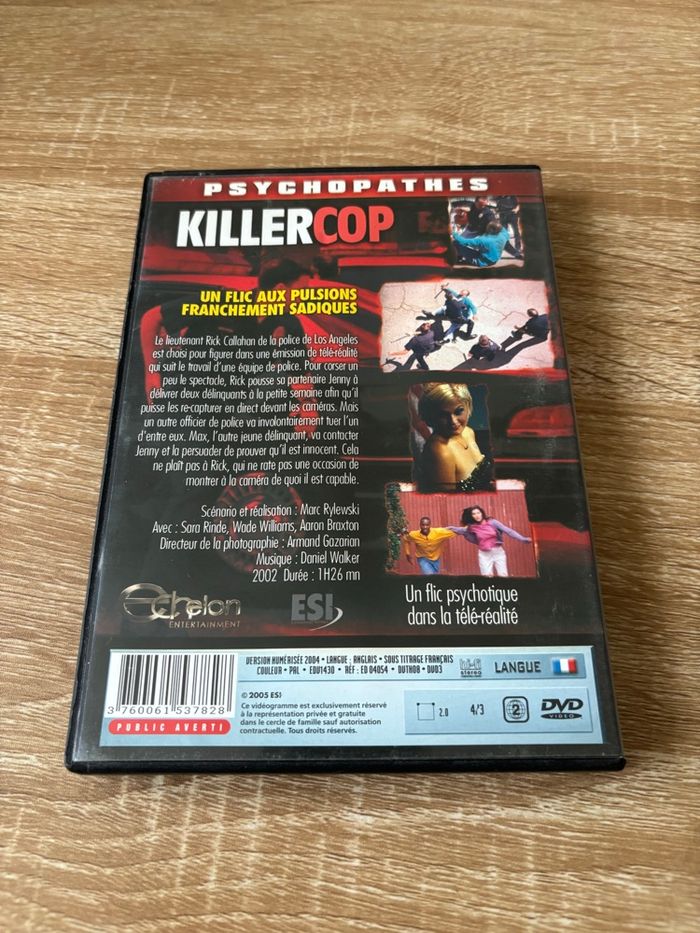 PSYCHOPATHES
KILLERCOP
UN FLIC AUX PULSIONS
FRANCHEMENT SADIQUES
Le lieutenant Rick Callahan de la police de Los Angeles
est choisi pour figurer dans une émission de télé-réalité
qui suit le travail d'une équipe de police. Pour corser un
peu le spectacle, Rick pousse sa partenaire Jenny à
délivrer deux délinquants à la petite semaine afin qu'il
puisse les re-capturer en direct devant les caméras. Mais
un autre officier de police va involontairement tuer l'un
d'entre eux. Max, l'autre jeune délinquant, va contacter
Jenny et la persuader de prouver qu'il est innocent. Cela
ne plaît pas à Rick, qui ne rate pas une occasion de
montrer à la caméra de quoi il est capable.
Scénario et réalisation : Marc Rylewski
Avec : Sara Rinde, Wade Williams, Aaron Braxton
Directeur de la photographie : Armand Gazarian
Musique : Daniel Walker
2002 Durée : 1H26 mn
Un flic psychotique
dans la télé-réalité
Echelon
ENTERTAINMENT
ESI
VERSION NUMÉRISÉE 2004 • LANGUE : ANGLAIS • SOUS TITRAGE FRANÇAIS
COULEUR • PAL • EDV1430 • RÉF : ED 04054 • DUTH08 • DV03
hi-fi
stereo
LANGUE
© 2005 ESI
Ce vidéogramme est exclusivement réservé
à la représentation privée et gratuite
dans le cercle de famille sauf autorisation
contractuelle. Tous droits réservés.
2.0
4/3
2
DVD
VIDEO
3 760061 537828
PUBLIC AVERTI